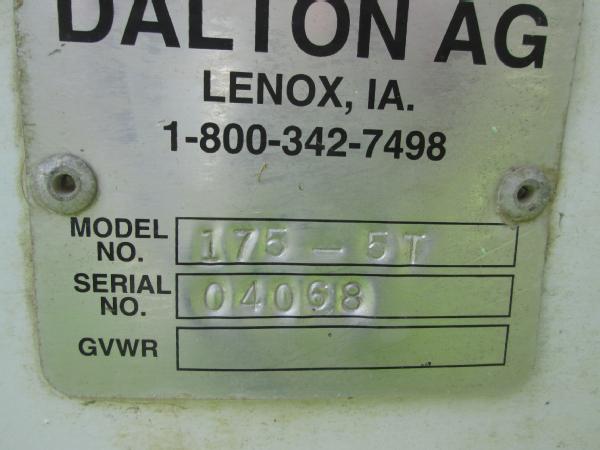 DALTON AG
LENOX, IA.
1-800-342-7498
MODEL NO. 175-5T
SERIAL NO. 04068
GVWR